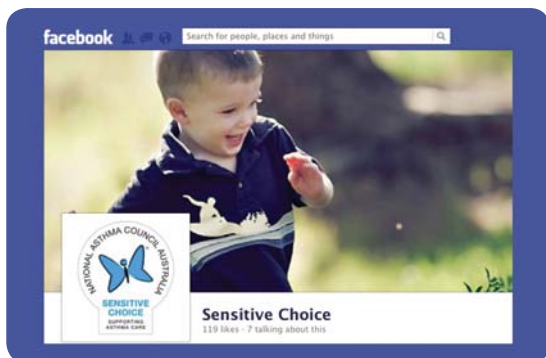 facebook
Search for people, places and things
NATIONAL ASTHMA COUNCIL AUSTRALIA
SENSITIVE
CHOICE
SUPPORTING
ASTHMA CARE
Sensitive Choice
119 likes · 7 talking about this